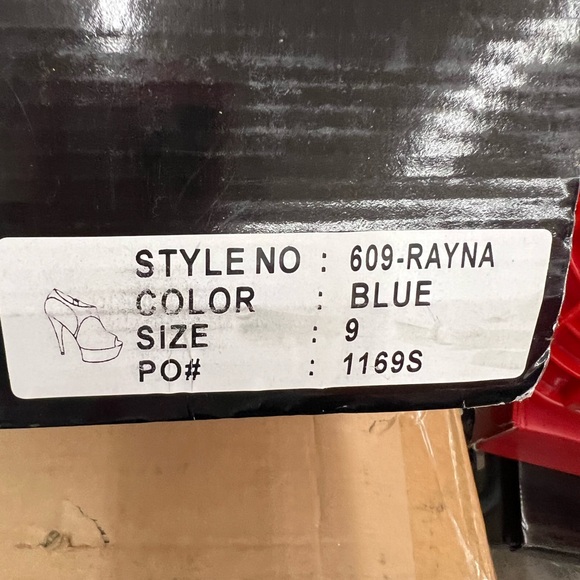 STYLE NO : 609-RAYNA
COLOR : BLUE
SIZE : 9
PO# : 1169S